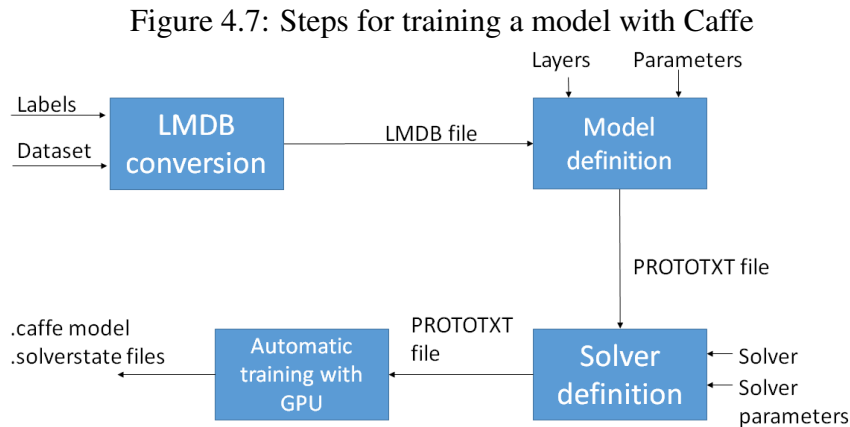 Figure 4.7: Steps for training a model with Caffe
Layers
Parameters
Labels
Dataset
LMDB
conversion
LMDB file
Model
definition
PROTOTXT file
Solver
definition
Solver
Solver
parameters
PROTOTXT
file
Automatic
training with
GPU
.caffe model
.solverstate files